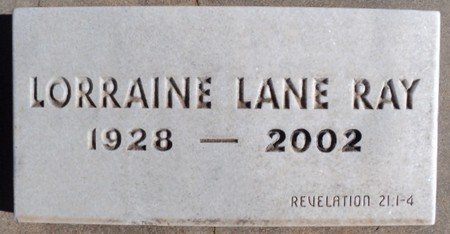 LORRAINE LANE RAY
1928 — 2002
REVELATION 21:1-4